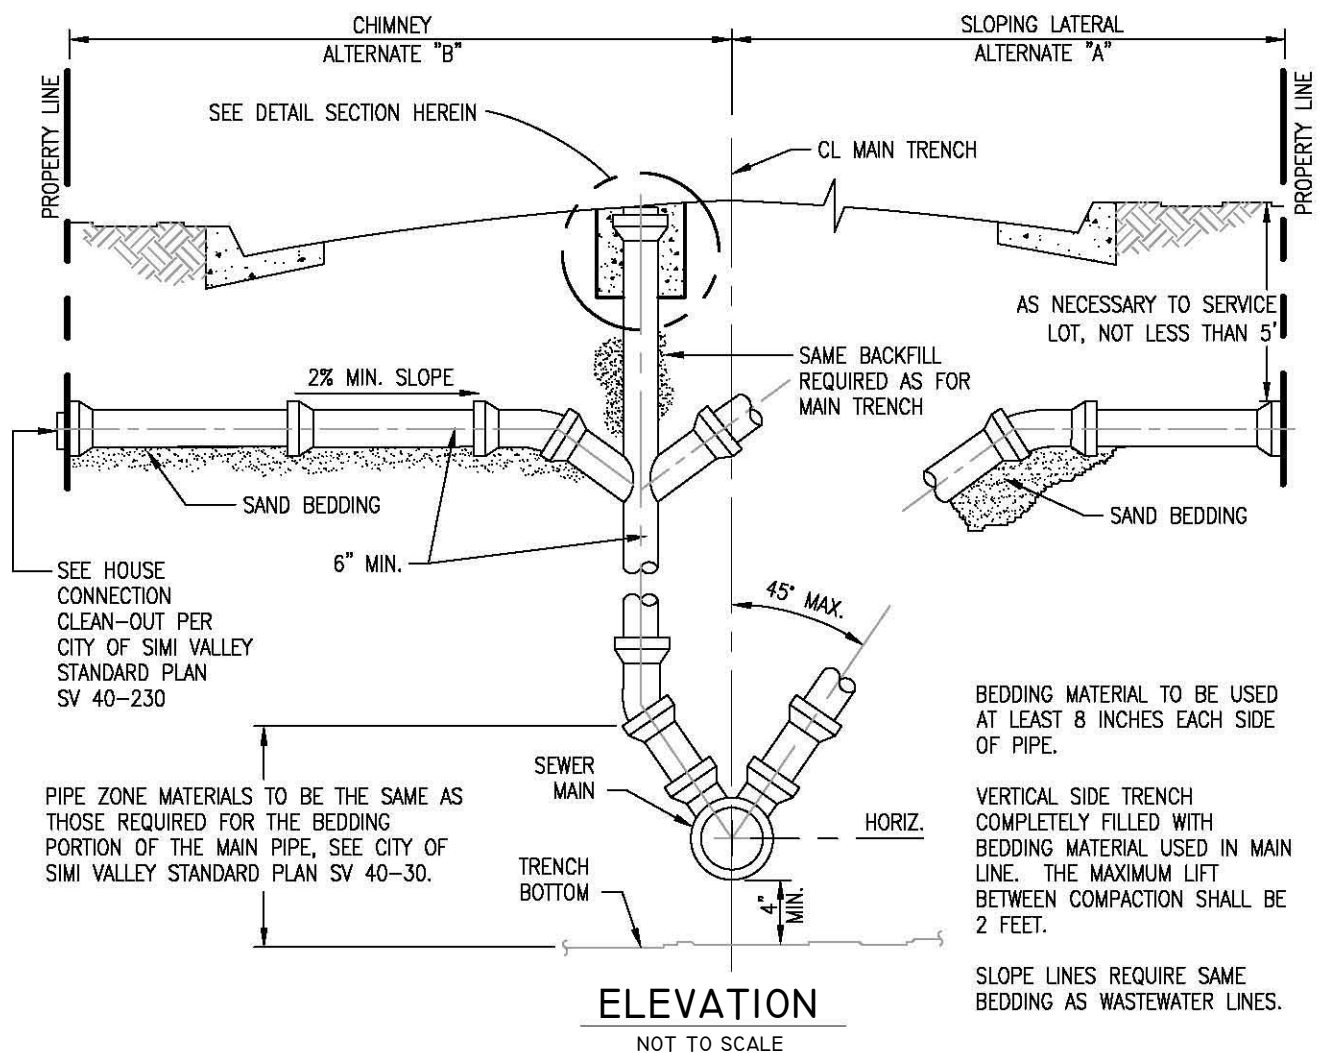 CHIMNEY
ALTERNATE "B"
SLOPING LATERAL
ALTERNATE "A"
PROPERTY LINE
PROPERTY LINE
SEE DETAIL SECTION HEREIN
CL MAIN TRENCH
AS NECESSARY TO SERVICE
LOT, NOT LESS THAN 5'
SAME BACKFILL
REQUIRED AS FOR
MAIN TRENCH
2% MIN. SLOPE
SAND BEDDING
SAND BEDDING
6" MIN.
SEE HOUSE
CONNECTION
CLEAN-OUT PER
CITY OF SIMI VALLEY
STANDARD PLAN
SV 40-230
45° MAX.
BEDDING MATERIAL TO BE USED
AT LEAST 8 INCHES EACH SIDE
OF PIPE.
SEWER
MAIN
PIPE ZONE MATERIALS TO BE THE SAME AS
THOSE REQUIRED FOR THE BEDDING
PORTION OF THE MAIN PIPE, SEE CITY OF
SIMI VALLEY STANDARD PLAN SV 40-30.
HORIZ.
VERTICAL SIDE TRENCH
COMPLETELY FILLED WITH
BEDDING MATERIAL USED IN MAIN
LINE. THE MAXIMUM LIFT
BETWEEN COMPACTION SHALL BE
2 FEET.
TRENCH
BOTTOM
4"
MIN.
SLOPE LINES REQUIRE SAME
BEDDING AS WASTEWATER LINES.
ELEVATION
NOT TO SCALE